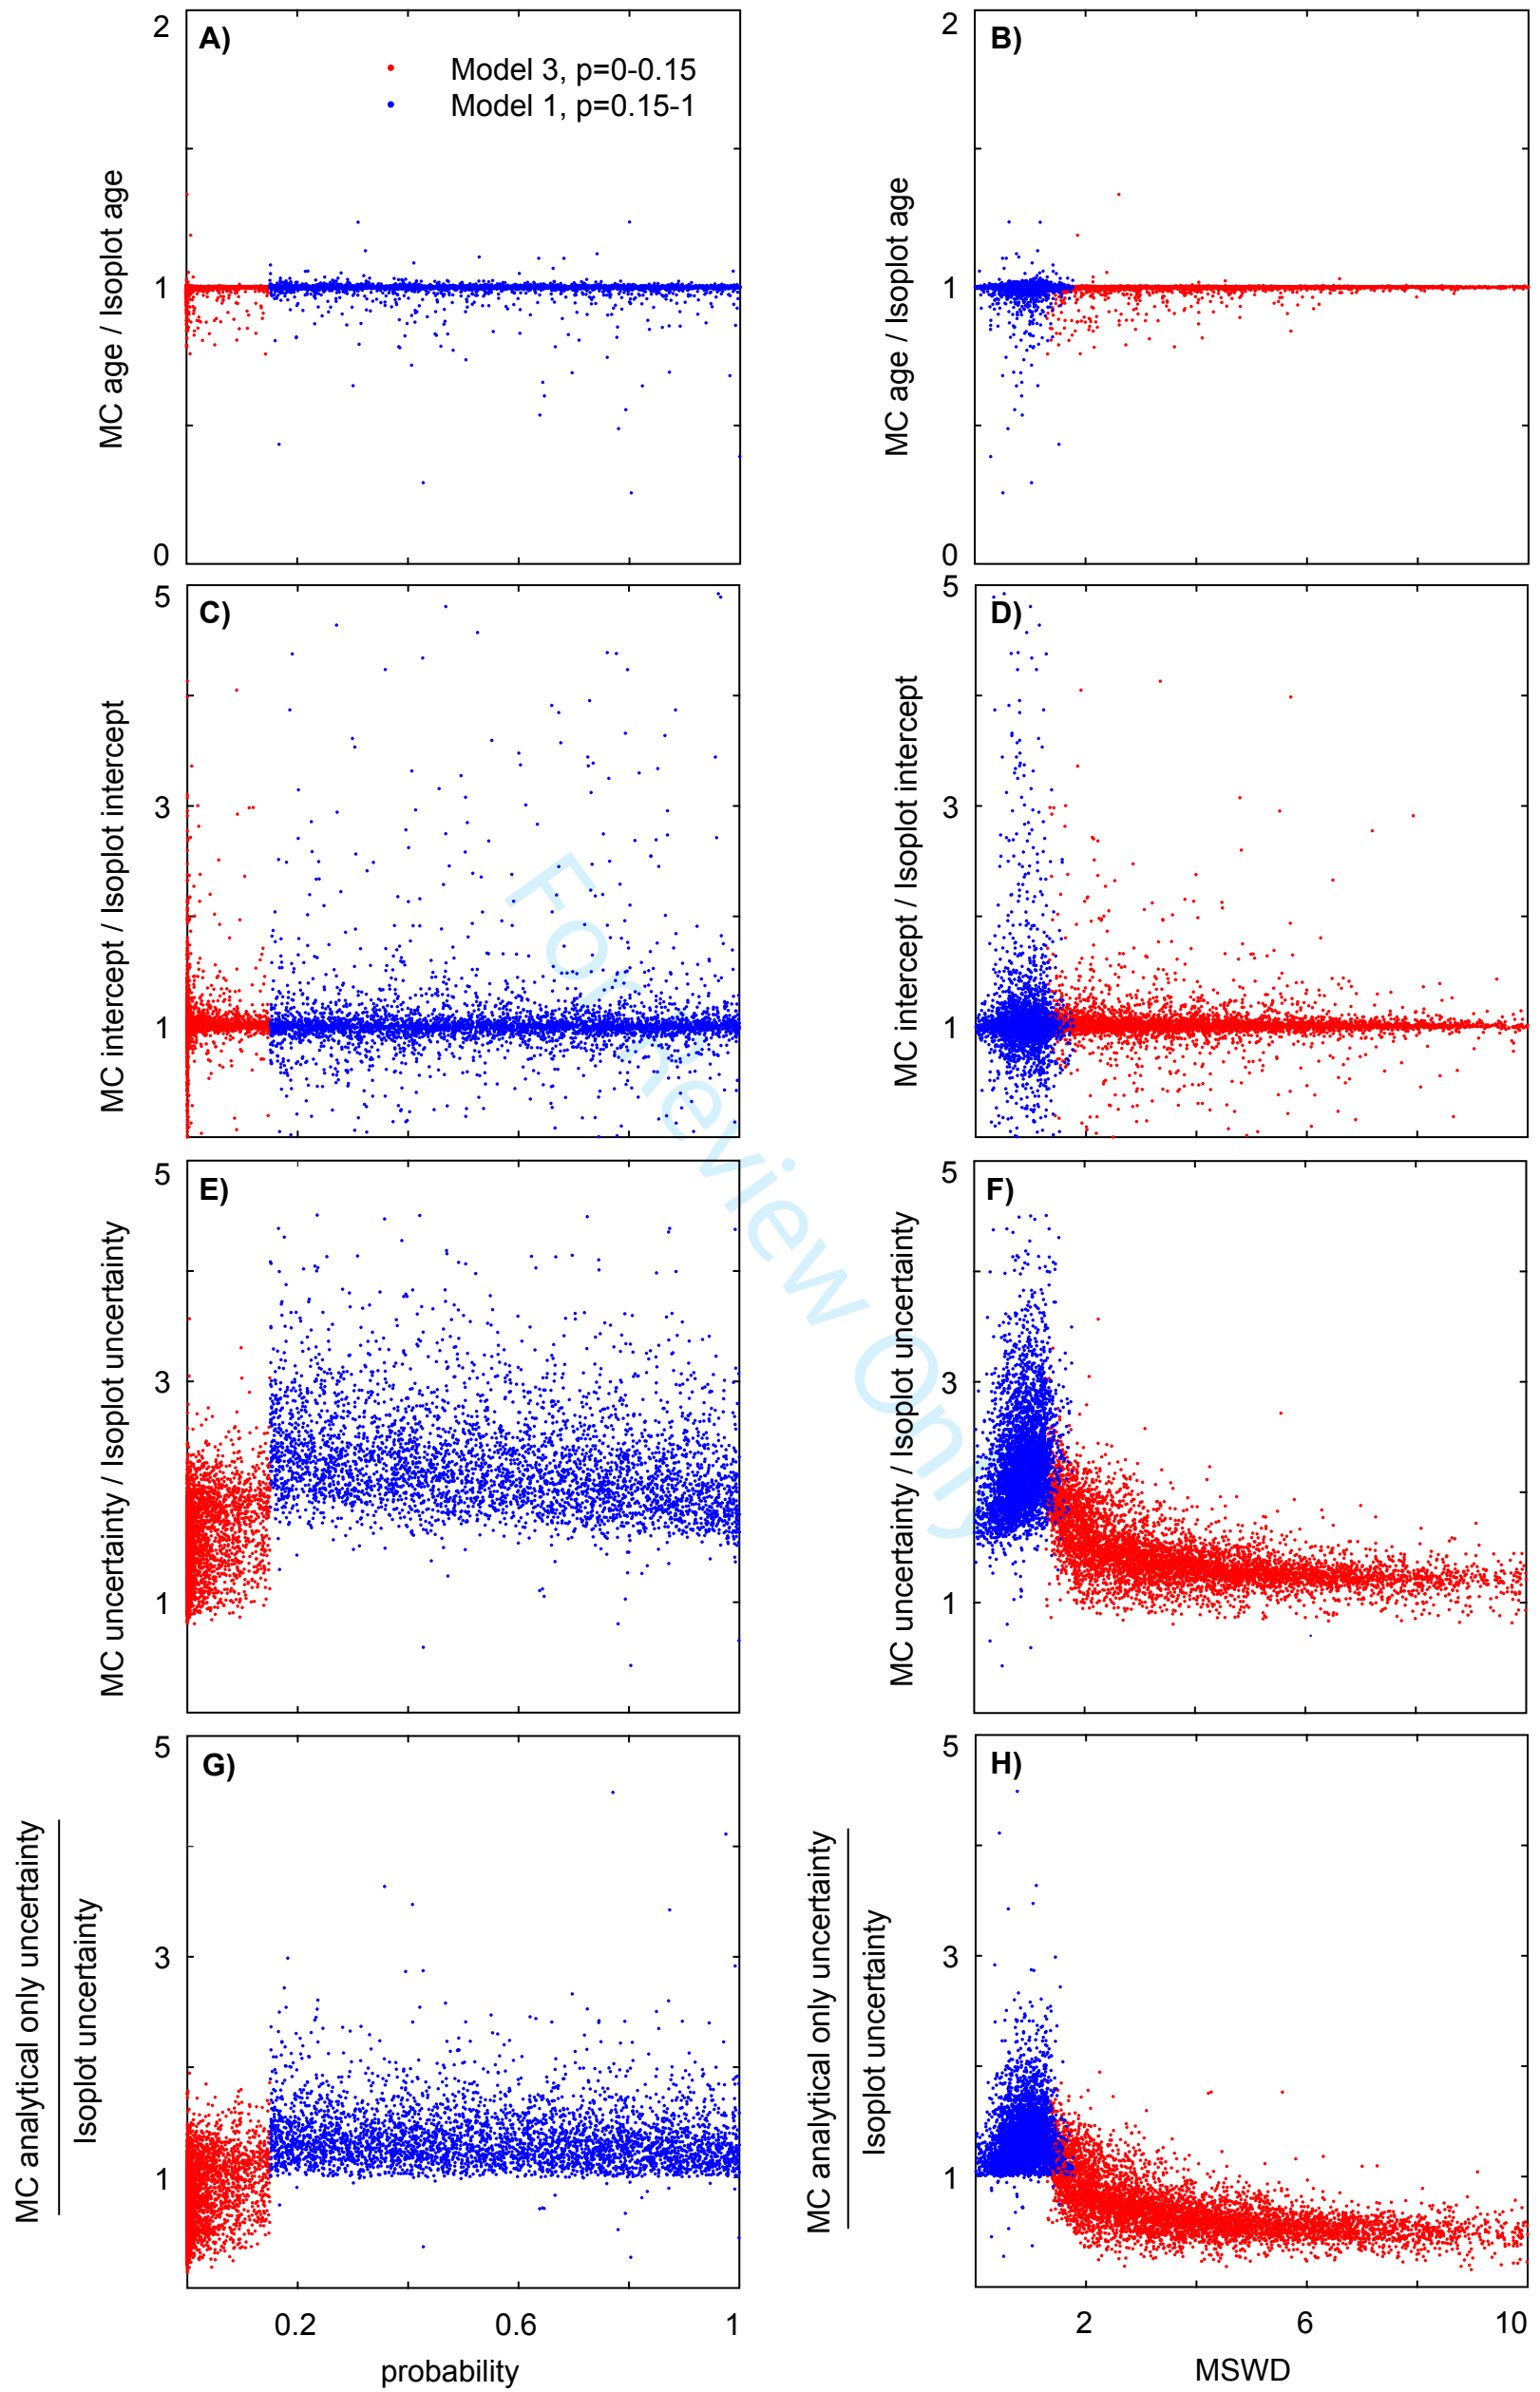 A)
Model 3, p=0-0.15
Model 1, p=0.15-1
2
1
0
MC age / Isoplot age
B)
2
1
0
MC age / Isoplot age
C)
5
3
1
MC intercept / Isoplot intercept
D)
5
3
1
MC intercept / Isoplot intercept
E)
5
3
1
MC uncertainty / Isoplot uncertainty
F)
5
3
1
MC uncertainty / Isoplot uncertainty
G)
5
3
1
MC analytical only uncertainty
Isoplot uncertainty
0.2 0.6 1
probability
H)
5
3
1
MC analytical only uncertainty
Isoplot uncertainty
2 6 10
MSWD
For Review Only